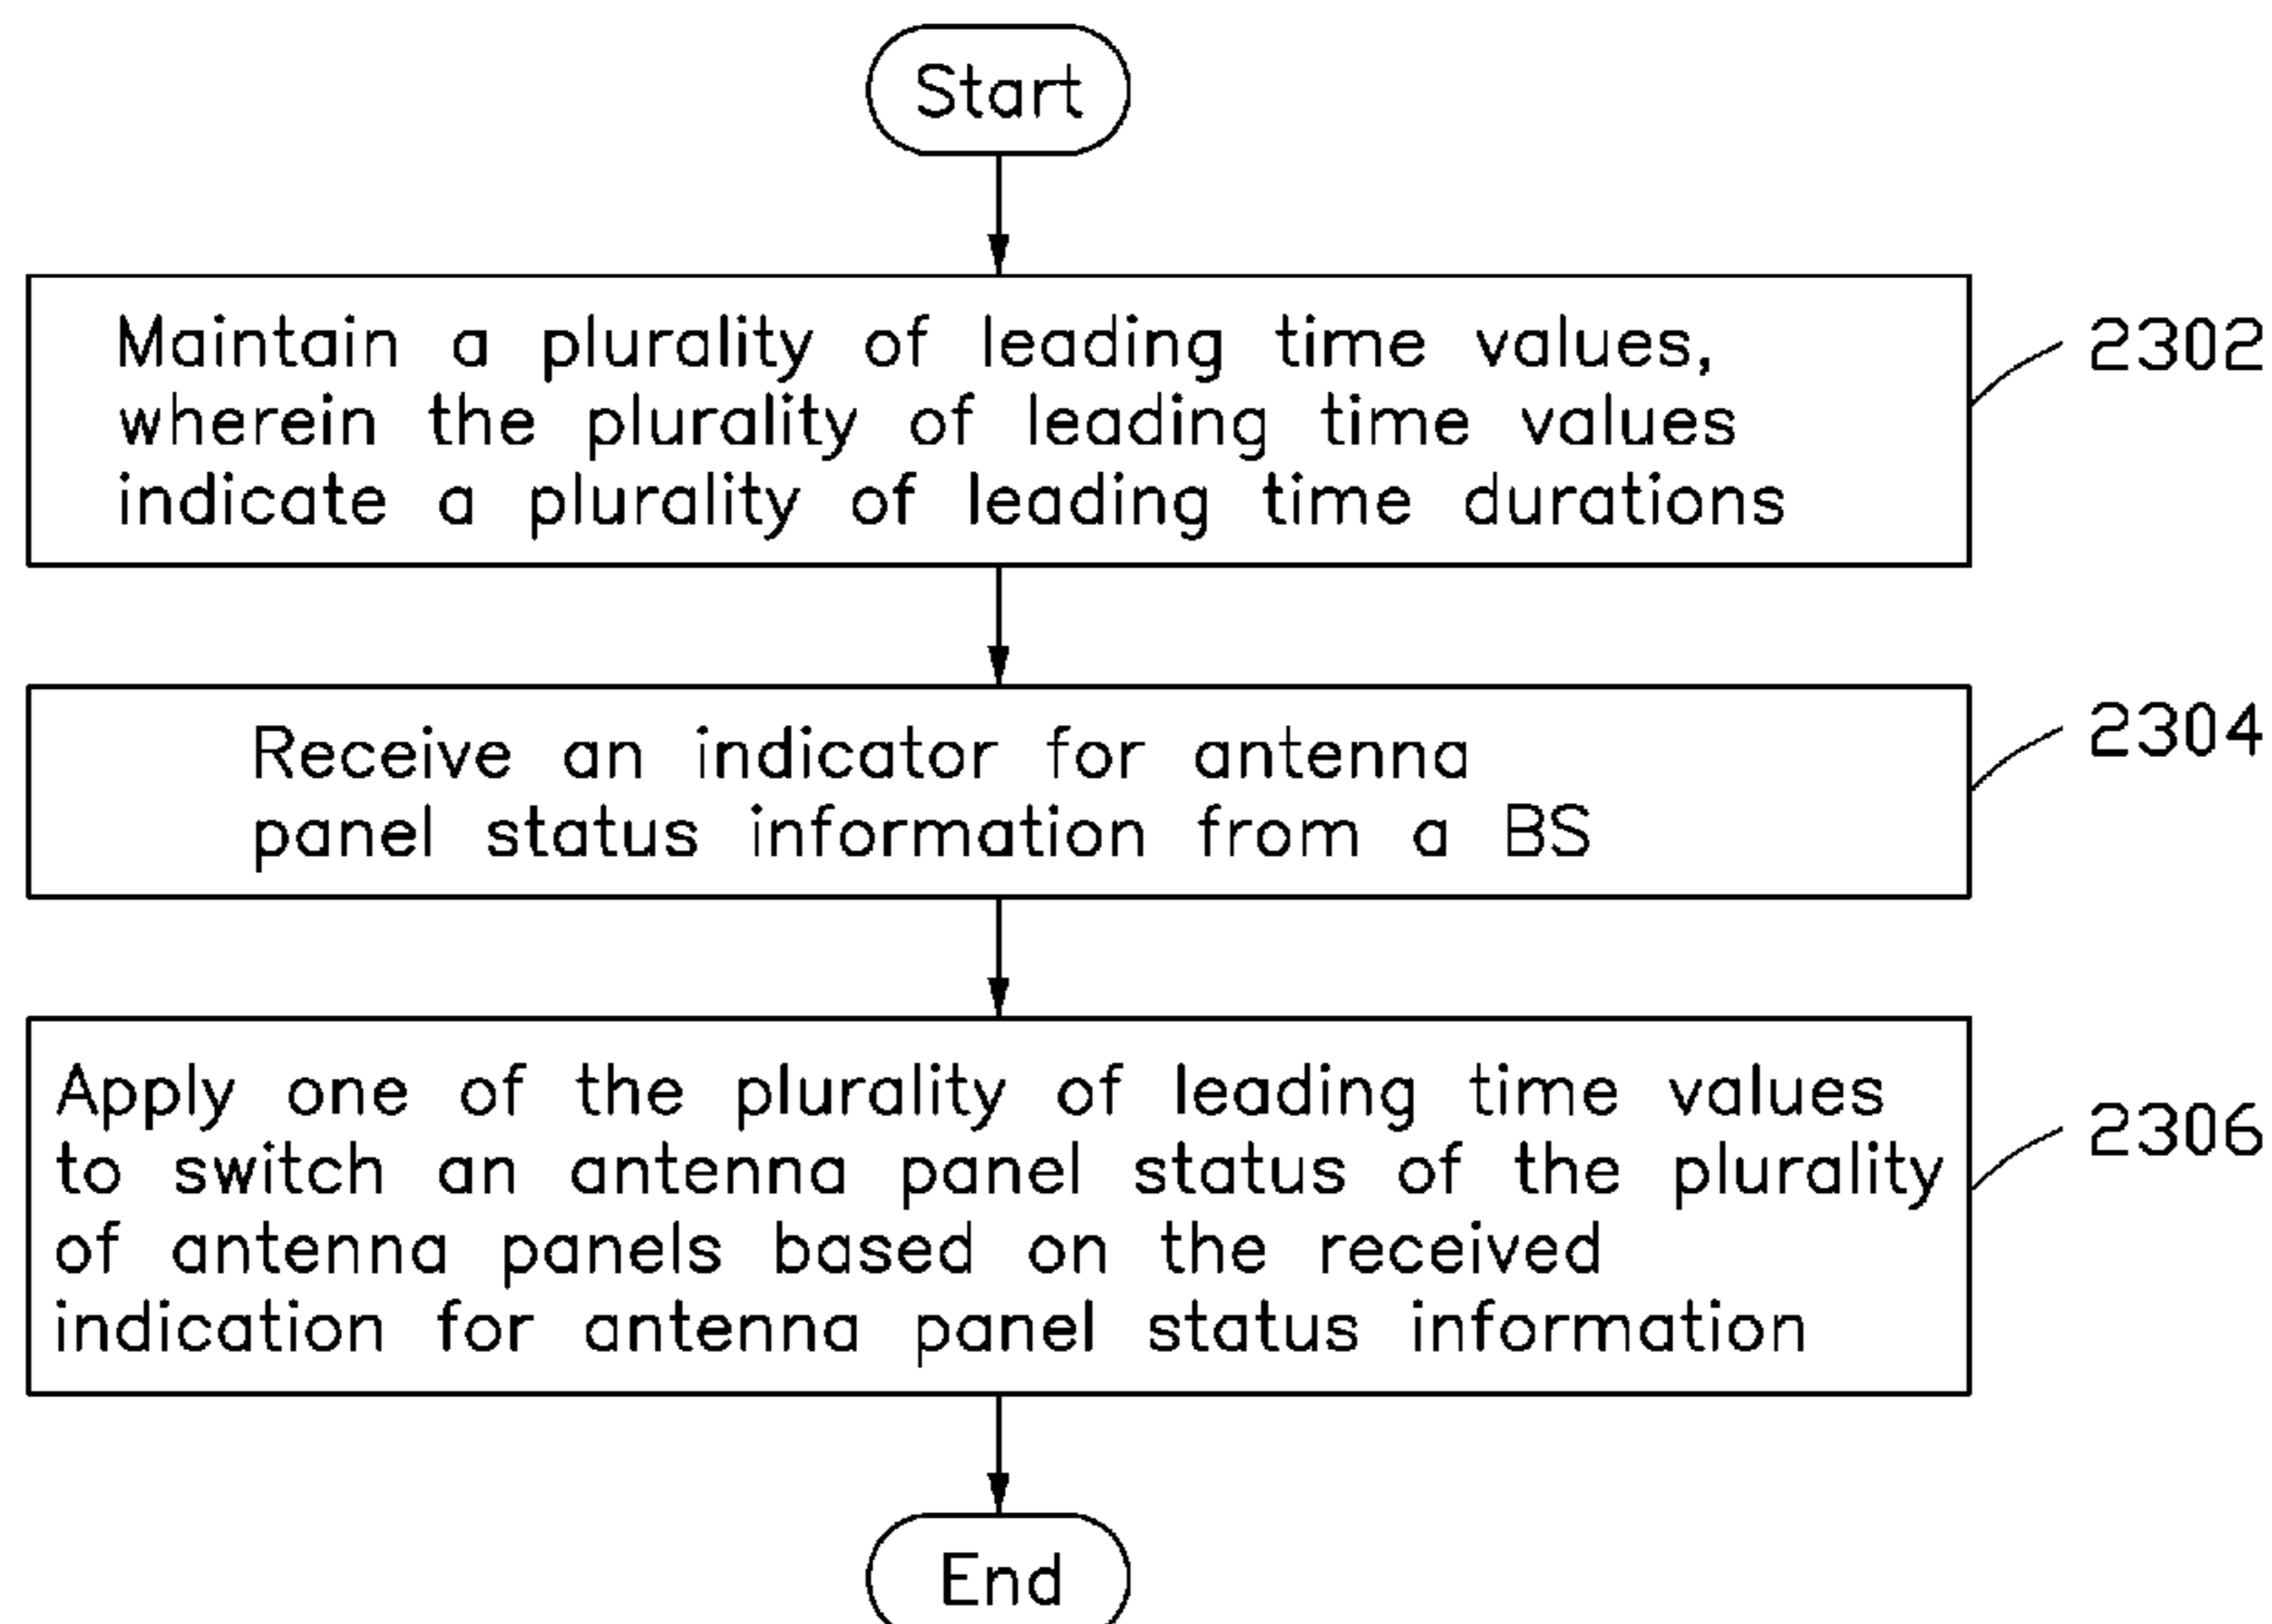 Start
Maintain a plurality of leading time values,
wherein the plurality of leading time values
indicate a plurality of leading time durations
2302
Receive an indicator for antenna
panel status information from a BS
2304
Apply one of the plurality of leading time values
to switch an antenna panel status of the plurality
of antenna panels based on the received
indication for antenna panel status information
2306
End